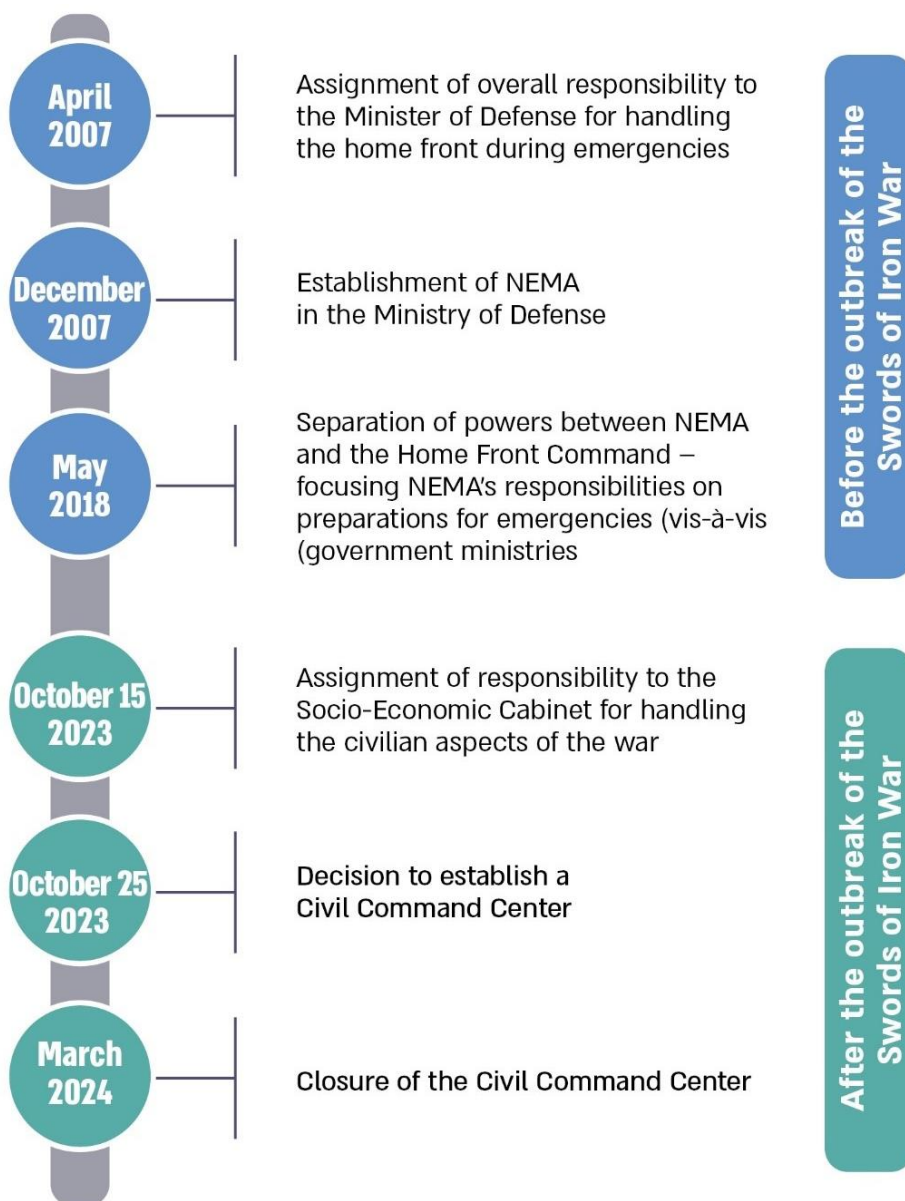 April
2007
Assignment of overall responsibility to
the Minister of Defense for handling
the home front during emergencies
December
2007
Establishment of NEMA
in the Ministry of Defense
May
2018
Separation of powers between NEMA
and the Home Front Command –
focusing NEMA's responsibilities on
preparations for emergencies (vis-à-vis
(government ministries
Before the outbreak of the
Swords of Iron War
October 15
2023
Assignment of responsibility to the
Socio-Economic Cabinet for handling
the civilian aspects of the war
October 25
2023
Decision to establish a
Civil Command Center
March
2024
Closure of the Civil Command Center
After the outbreak of the
Swords of Iron War